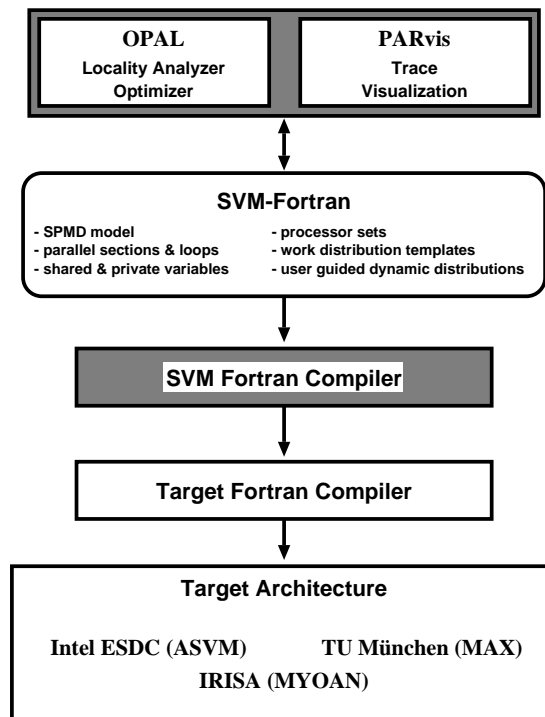 OPAL
Locality Analyzer
Optimizer
PARvis
Trace
Visualization
SVM-Fortran
- SPMD model
- parallel sections & loops
- shared & private variables
- processor sets
- work distribution templates
- user guided dynamic distributions
SVM Fortran Compiler
Target Fortran Compiler
Target Architecture
Intel ESDC (ASVM)
TU München (MAX)
IRISA (MYOAN)